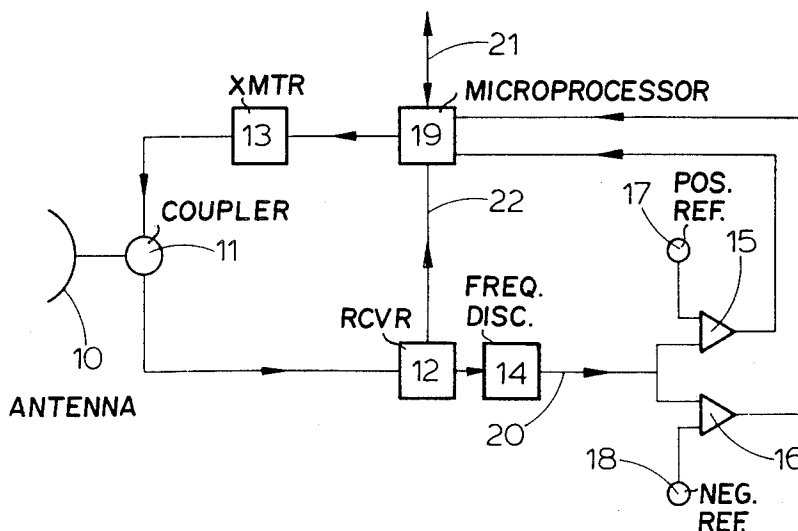 21
XMTR
MICROPROCESSOR
13
19
17
POS.
REF.
COUPLER
22
15
11
FREQ.
DISC.
RCVR
10
12
14
ANTENNA
20
16
18
NEG.
REF.